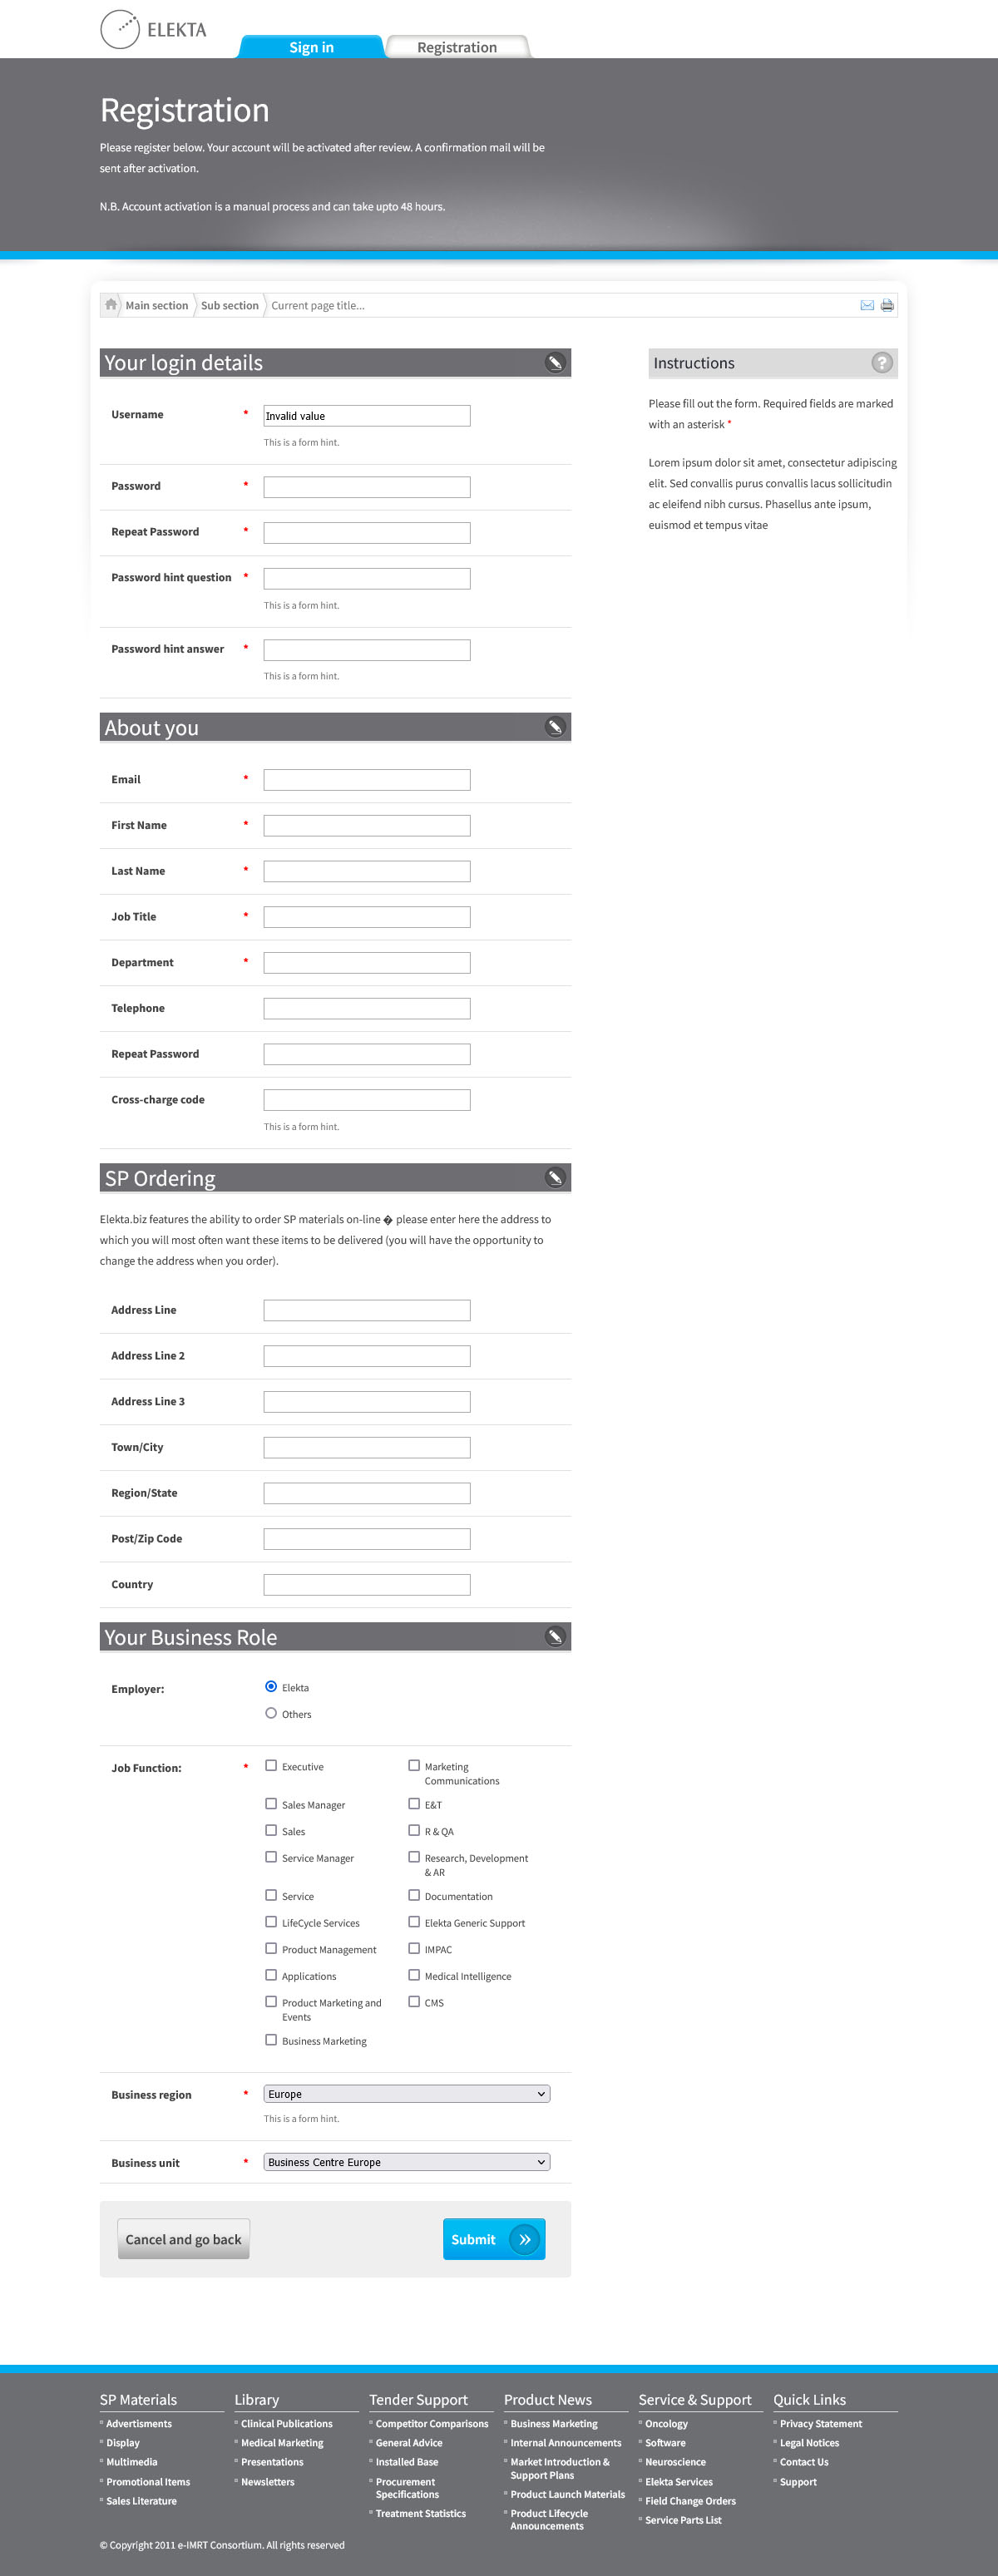 ELEKTA
Sign in
Registration
Registration
Please register below. Your account will be activated after review. A confirmation mail will be
sent after activation.
N.B. Account activation is a manual process and can take upto 48 hours.
Main section
Sub section
Current page title...
Your login details
Username *
Invalid value
This is a form hint.
Password *
Repeat Password *
Password hint question *
This is a form hint.
Password hint answer *
This is a form hint.
Instructions
?
Please fill out the form. Required fields are marked
with an asterisk *
Lorem ipsum dolor sit amet, consectetur adipiscing
elit. Sed convallis purus convallis lacus sollicitudin
ac eleifend nibh cursus. Phasellus ante ipsum,
euismod et tempus vitae
About you
Email *
First Name *
Last Name *
Job Title *
Department *
Telephone
Repeat Password
Cross-charge code
This is a form hint.
SP Ordering
Elekta.biz features the ability to order SP materials on-line � please enter here the address to
which you will most often want these items to be delivered (you will have the opportunity to
change the address when you order).
Address Line
Address Line 2
Address Line 3
Town/City
Region/State
Post/Zip Code
Country
Your Business Role
Employer:
Elekta
Others
Job Function: *
Executive
Marketing
Communications
Sales Manager
E&T
Sales
R & QA
Service Manager
Research, Development
& AR
Service
Documentation
LifeCycle Services
Elekta Generic Support
Product Management
IMPAC
Applications
Medical Intelligence
Product Marketing and
Events
CMS
Business Marketing
Business region *
Europe
This is a form hint.
Business unit *
Business Centre Europe
Cancel and go back
Submit »
SP Materials
Advertisments
Display
Multimedia
Promotional Items
Sales Literature
Library
Clinical Publications
Medical Marketing
Presentations
Newsletters
Tender Support
Competitor Comparisons
General Advice
Installed Base
Procurement
Specifications
Treatment Statistics
Product News
Business Marketing
Internal Announcements
Market Introduction &
Support Plans
Product Launch Materials
Product Lifecycle
Announcements
Service & Support
Oncology
Software
Neuroscience
Elekta Services
Field Change Orders
Service Parts List
Quick Links
Privacy Statement
Legal Notices
Contact Us
Support
© Copyright 2011 e-IMRT Consortium. All rights reserved